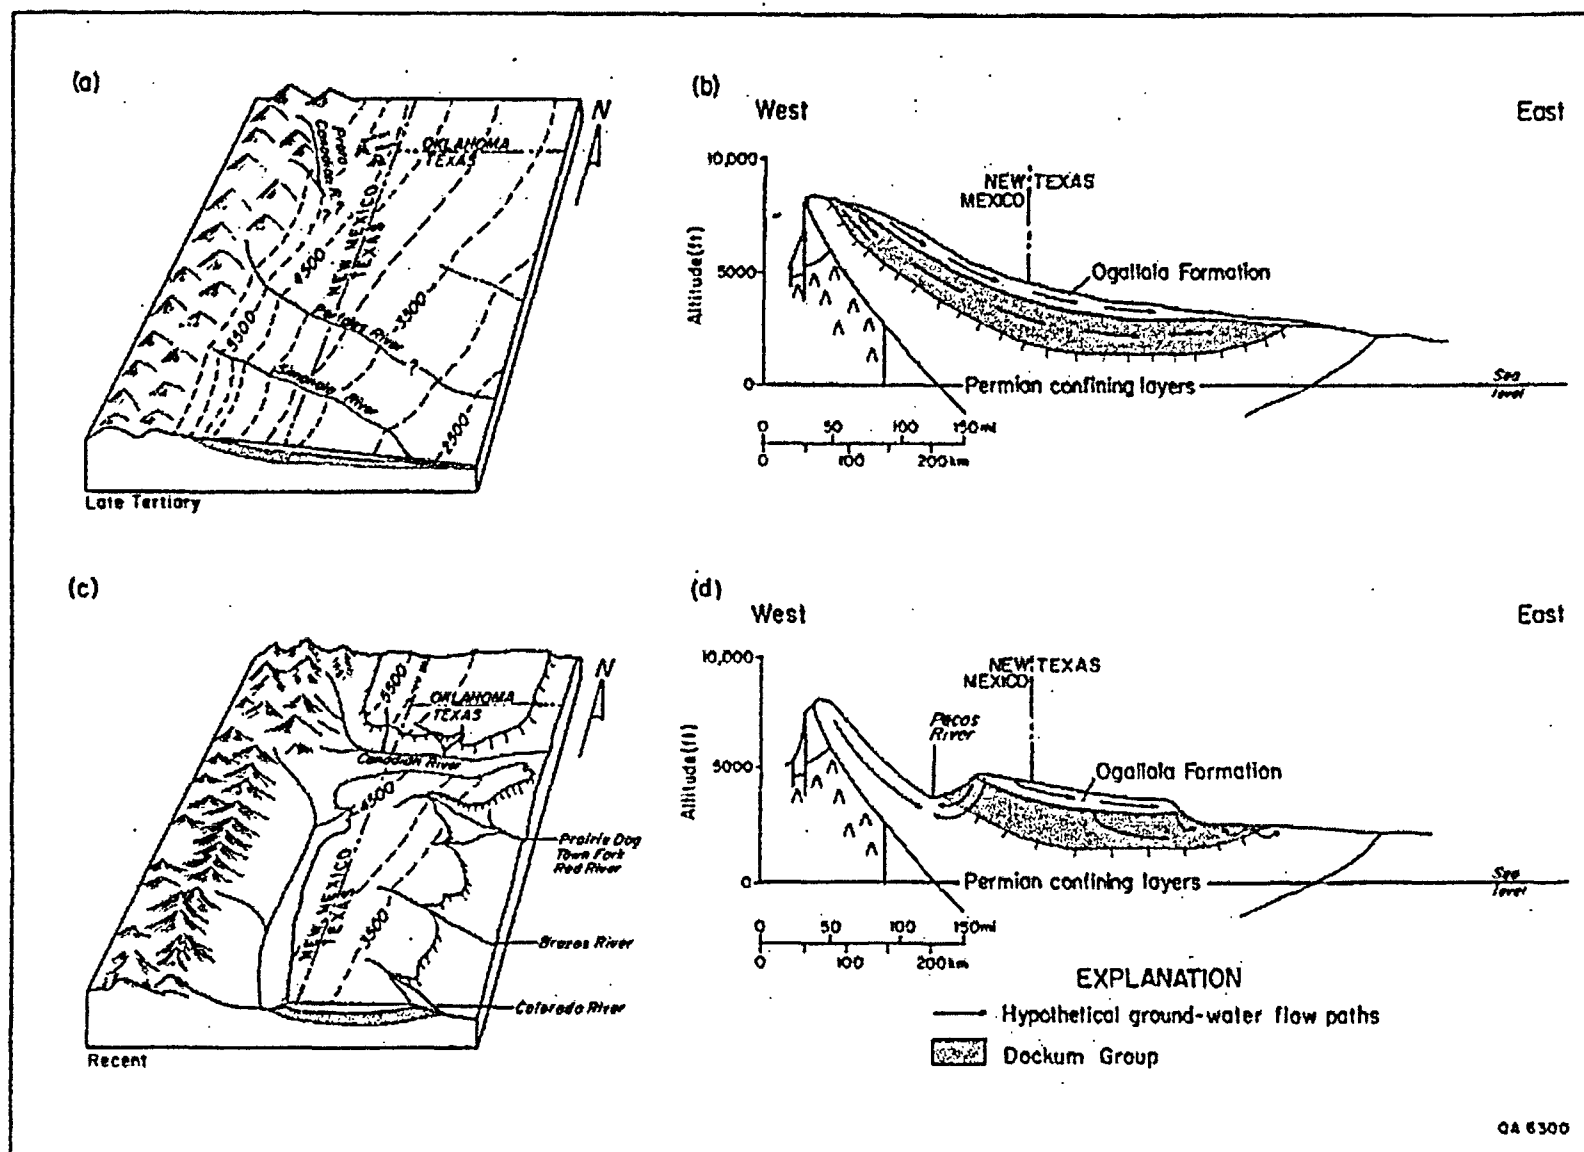 (a)
N
Canadian R.
OKLAHOMA
TEXAS
NEW MEXICO
TEXAS
4500
5500
3500
River
?
Simanola
River
2500
Late Tertiary
(b)
West
East
10,000
NEW TEXAS
MEXICO
Altitude (ft)
5000
Ogallala Formation
0
Permian confining layers
Sea
level
0 50 100 150 mi
0 100 200 km
(c)
N
5500
OKLAHOMA
TEXAS
Canadian River
4500
NEW MEXICO
TEXAS
3500
Prairie Dog
Town Fork
Red River
Brazos River
Colorado River
Recent
(d)
West
East
10,000
NEW TEXAS
MEXICO
Pecos
River
Altitude (ft)
5000
Ogallala Formation
0
Permian confining layers
Sea
level
0 50 100 150 mi
0 100 200 km
EXPLANATION
Hypothetical ground-water flow paths
Dockum Group
QA 6300